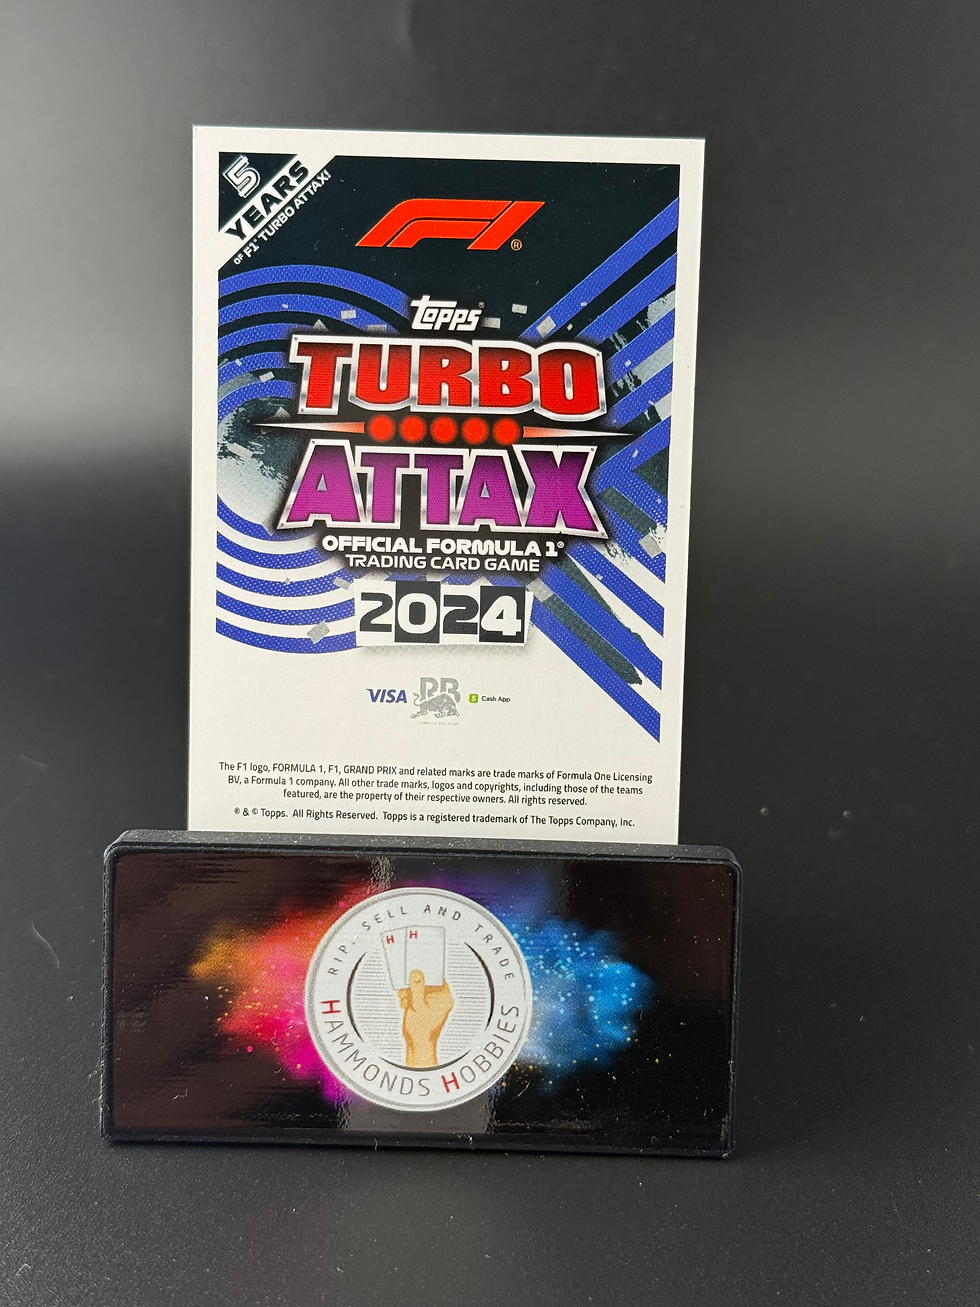 5
YEARS
OF F1® TURBO ATTAX!
F1®
Topps®
TURBO
ATTAX
OFFICIAL FORMULA 1®
TRADING CARD GAME
2024
VISA RB Cash App
The F1 logo, FORMULA 1, F1, GRAND PRIX and related marks are trade marks of Formula One Licensing
BV, a Formula 1 company. All other trade marks, logos and copyrights, including those of the teams
featured, are the property of their respective owners. All rights reserved.
® & © Topps. All Rights Reserved. Topps is a registered trademark of The Topps Company, Inc.
RIP, SELL AND TRADE
H H
HAMMONDS HOBBIES